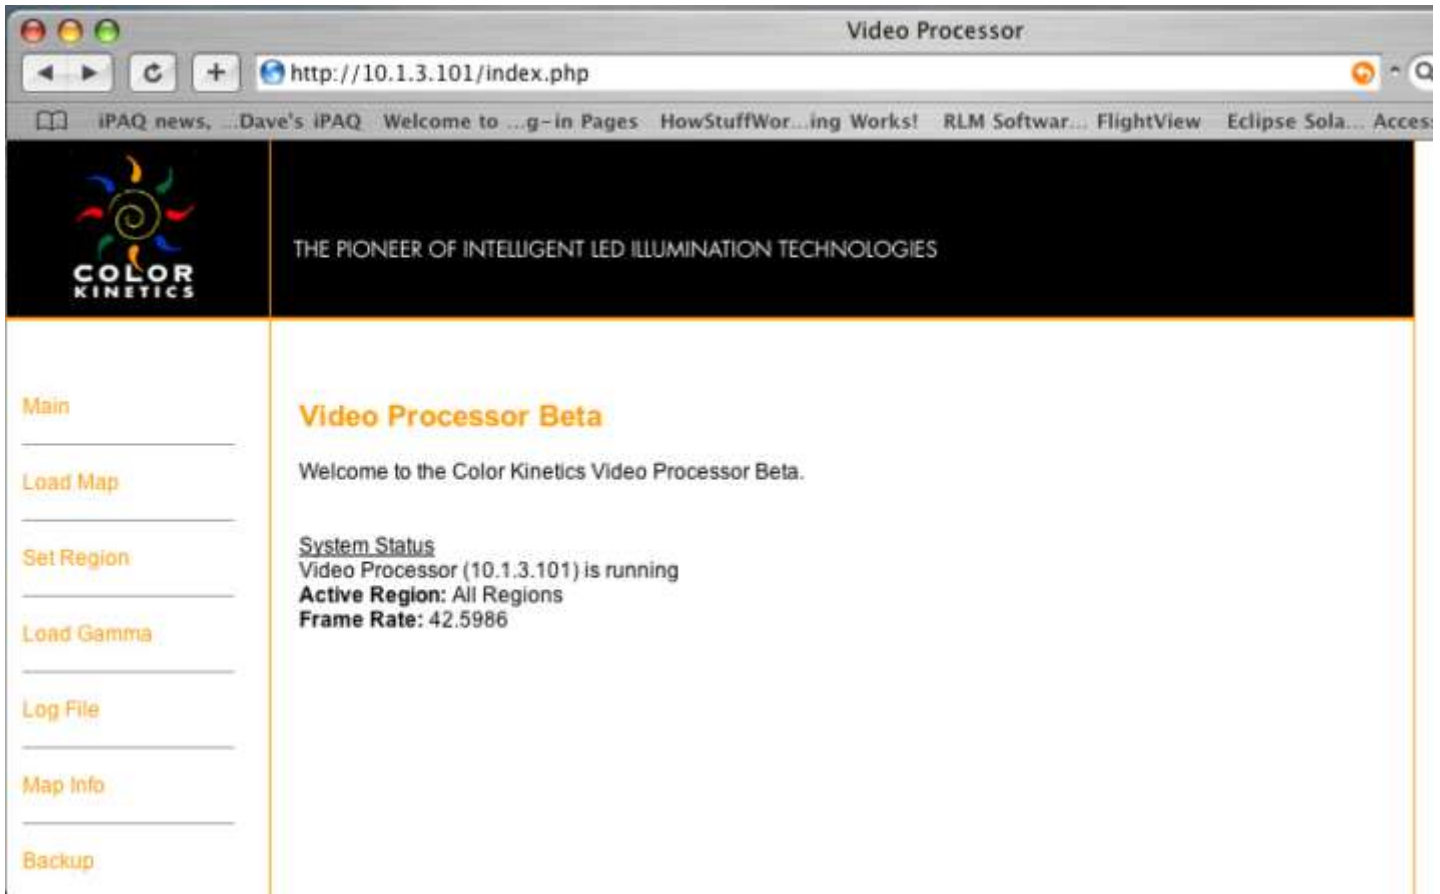 Video Processor
http://10.1.3.101/index.php
iPAQ news, ...Dave's iPAQ Welcome to ...g-in Pages HowStuffWor...ing Works! RLM Softwar... FlightView Eclipse Sola... Acces
COLOR
KINETICS
THE PIONEER OF INTELLIGENT LED ILLUMINATION TECHNOLOGIES
Main
Load Map
Set Region
Load Gamma
Log File
Map Info
Backup
Video Processor Beta
Welcome to the Color Kinetics Video Processor Beta.
System Status
Video Processor (10.1.3.101) is running
Active Region: All Regions
Frame Rate: 42.5986